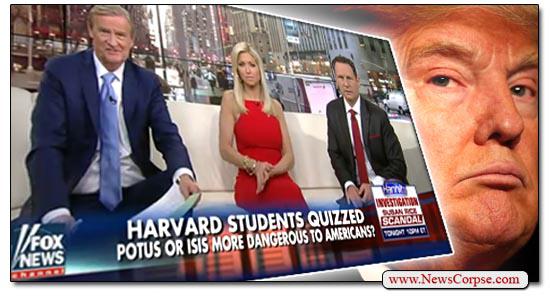 HARVARD STUDENTS QUIZZED
POTUS OR ISIS MORE DANGEROUS TO AMERICANS?
FOX
NEWS
channel
Hannity
INVESTIGATION
SUSAN RICE
SCANDAL
TONIGHT 10PM ET
www.NewsCorpse.com